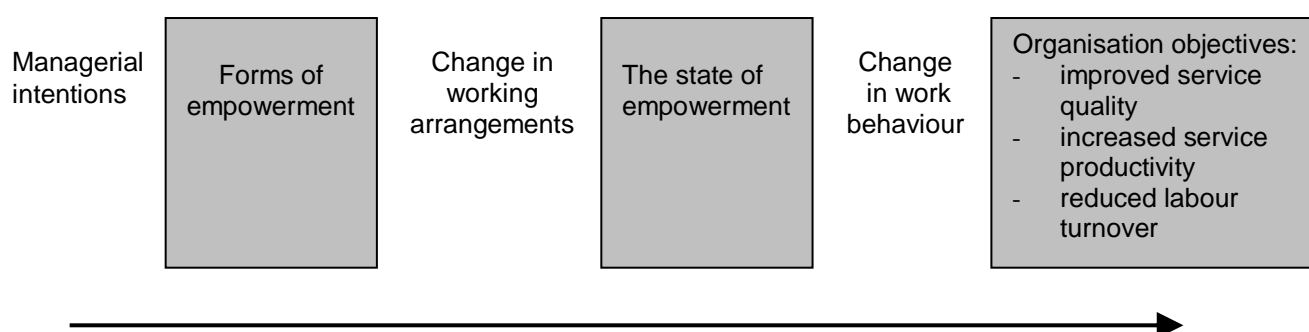 Managerial
intentions
Forms of
empowerment
Change in
working
arrangements
The state of
empowerment
Change
in work
behaviour
Organisation objectives:
- improved service
quality
- increased service
productivity
- reduced labour
turnover